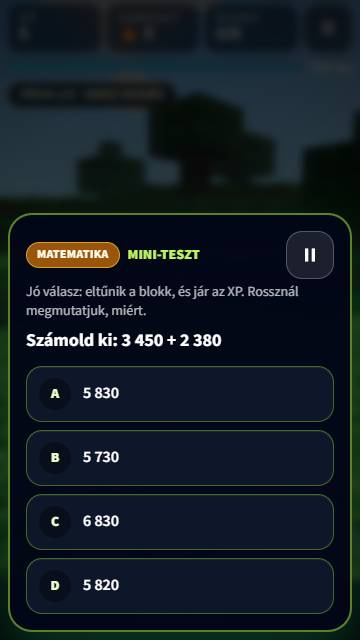 MATEMATIKA
MINI-TESZT
Jó válasz: eltűnik a blokk, és jár az XP. Rossznál
megmutatjuk, miért.
Számold ki: 3 450 + 2 380
A 5 830
B 5 730
C 6 830
D 5 820